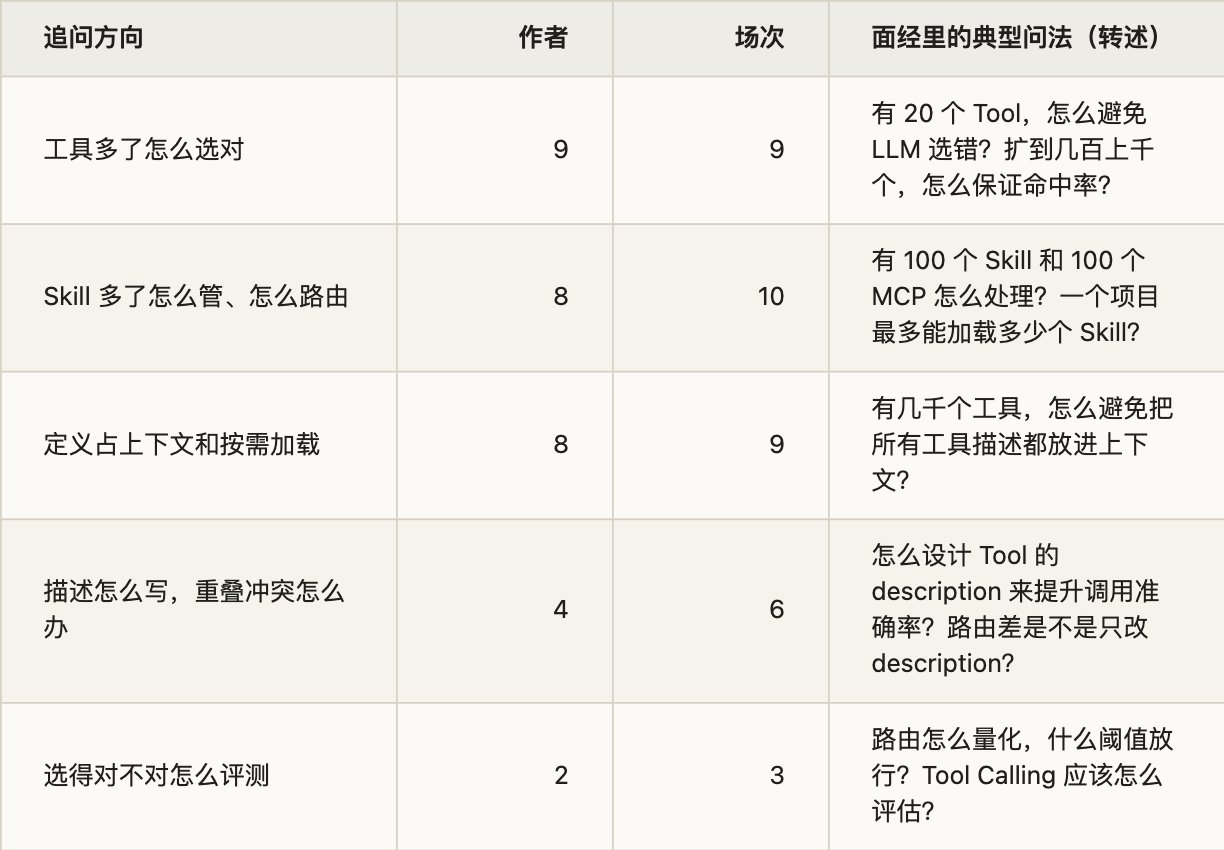 追问方向 作者 场次 面经里的典型问法（转述）
工具多了怎么选对 9 9 有 20 个 Tool，怎么避免
LLM 选错？扩到几百上千
个，怎么保证命中率？
Skill 多了怎么管、怎么路由 8 10 有 100 个 Skill 和 100 个
MCP 怎么处理？一个项目
最多能加载多少个 Skill？
定义占上下文和按需加载 8 9 有几千个工具，怎么避免把
所有工具描述都放进上下
文？
描述怎么写，重叠冲突怎么
办 4 6 怎么设计 Tool 的
description 来提升调用准
确率？路由差是不是只改
description？
选得对不对怎么评测 2 3 路由怎么量化，什么阈值放
行？Tool Calling 应该怎么
评估？